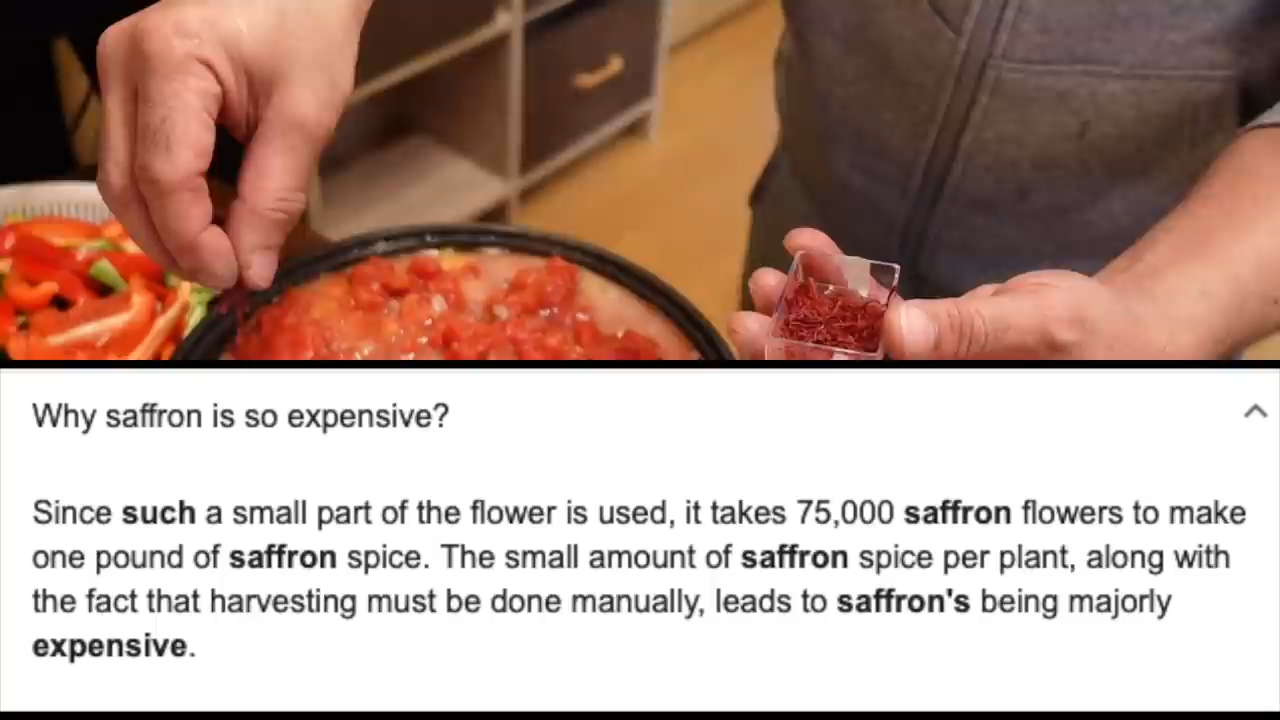 Why saffron is so expensive?
Since such a small part of the flower is used, it takes 75,000 saffron flowers to make
one pound of saffron spice. The small amount of saffron spice per plant, along with
the fact that harvesting must be done manually, leads to saffron's being majorly
expensive.